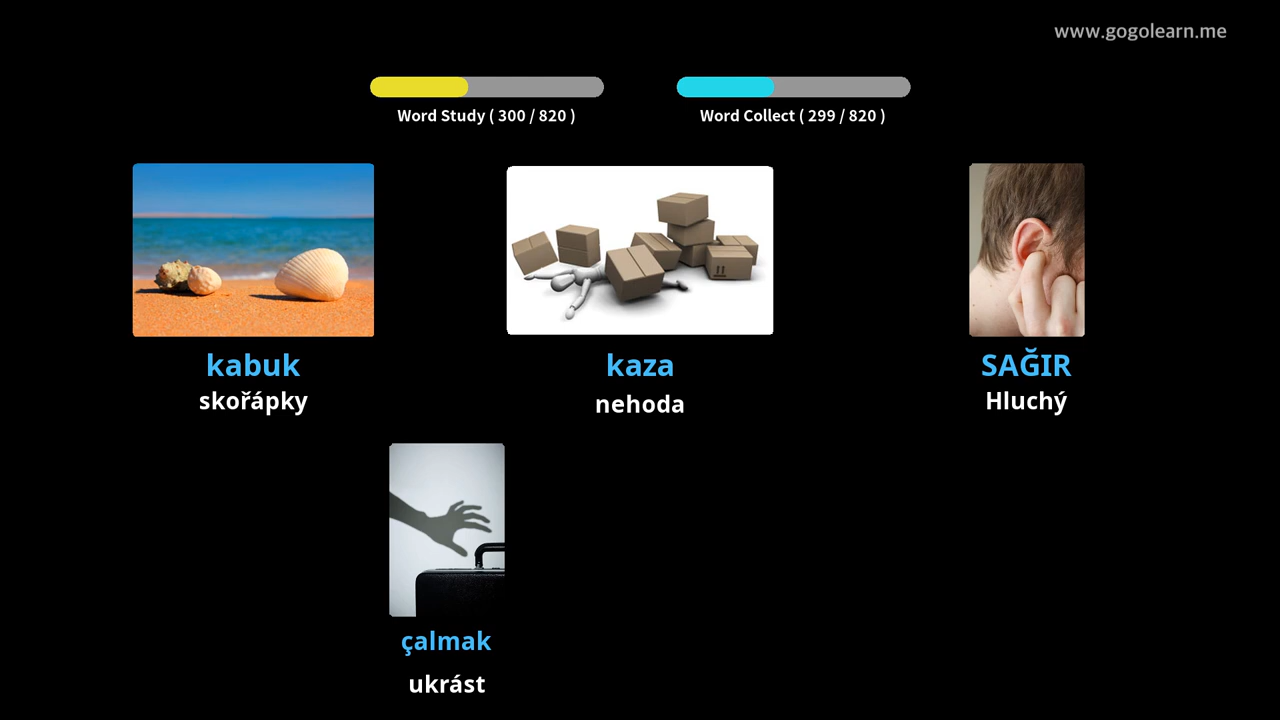 www.gogolearn.me
Word Study ( 300 / 820 )
Word Collect ( 299 / 820 )
kabuk
skořápky
kaza
nehoda
SAĞIR
Hluchý
çalmak
ukrást